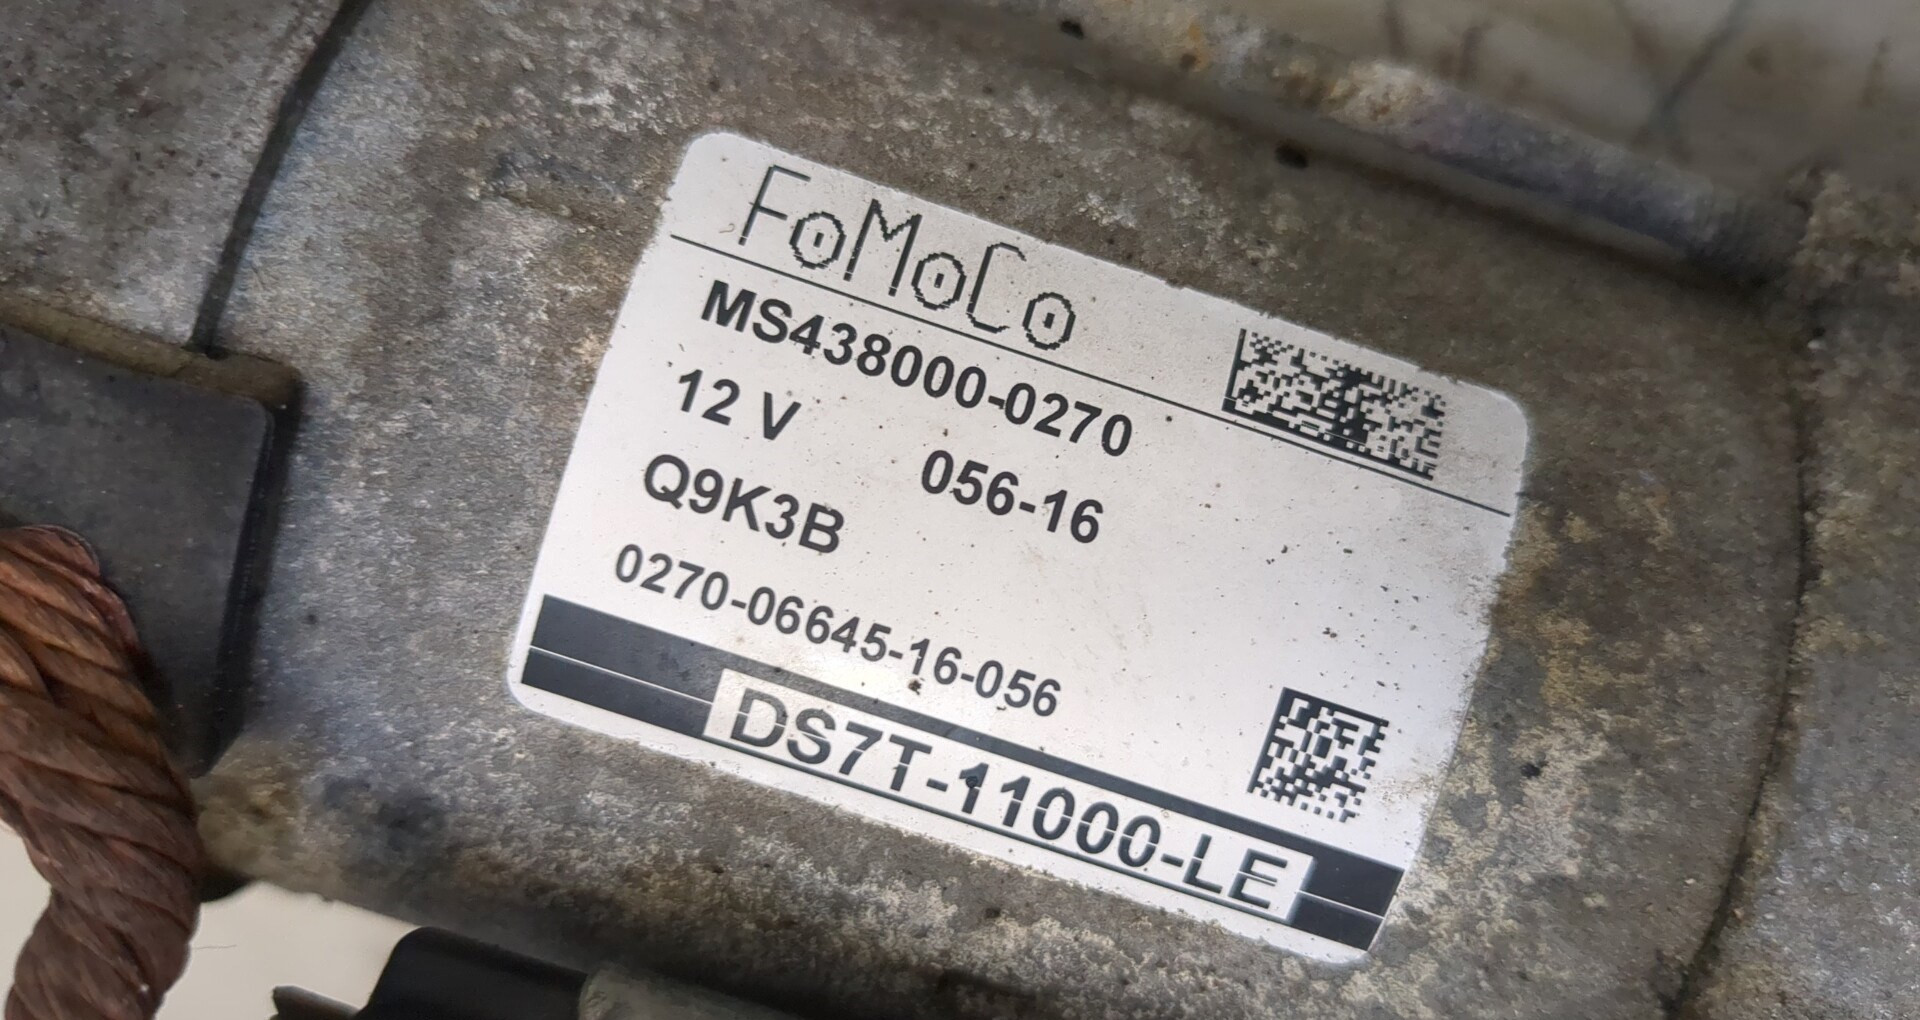 FoMoCo
MS438000-0270
12 V 056-16
Q9K3B
0270-06645-16-056
DS7T-11000-LE